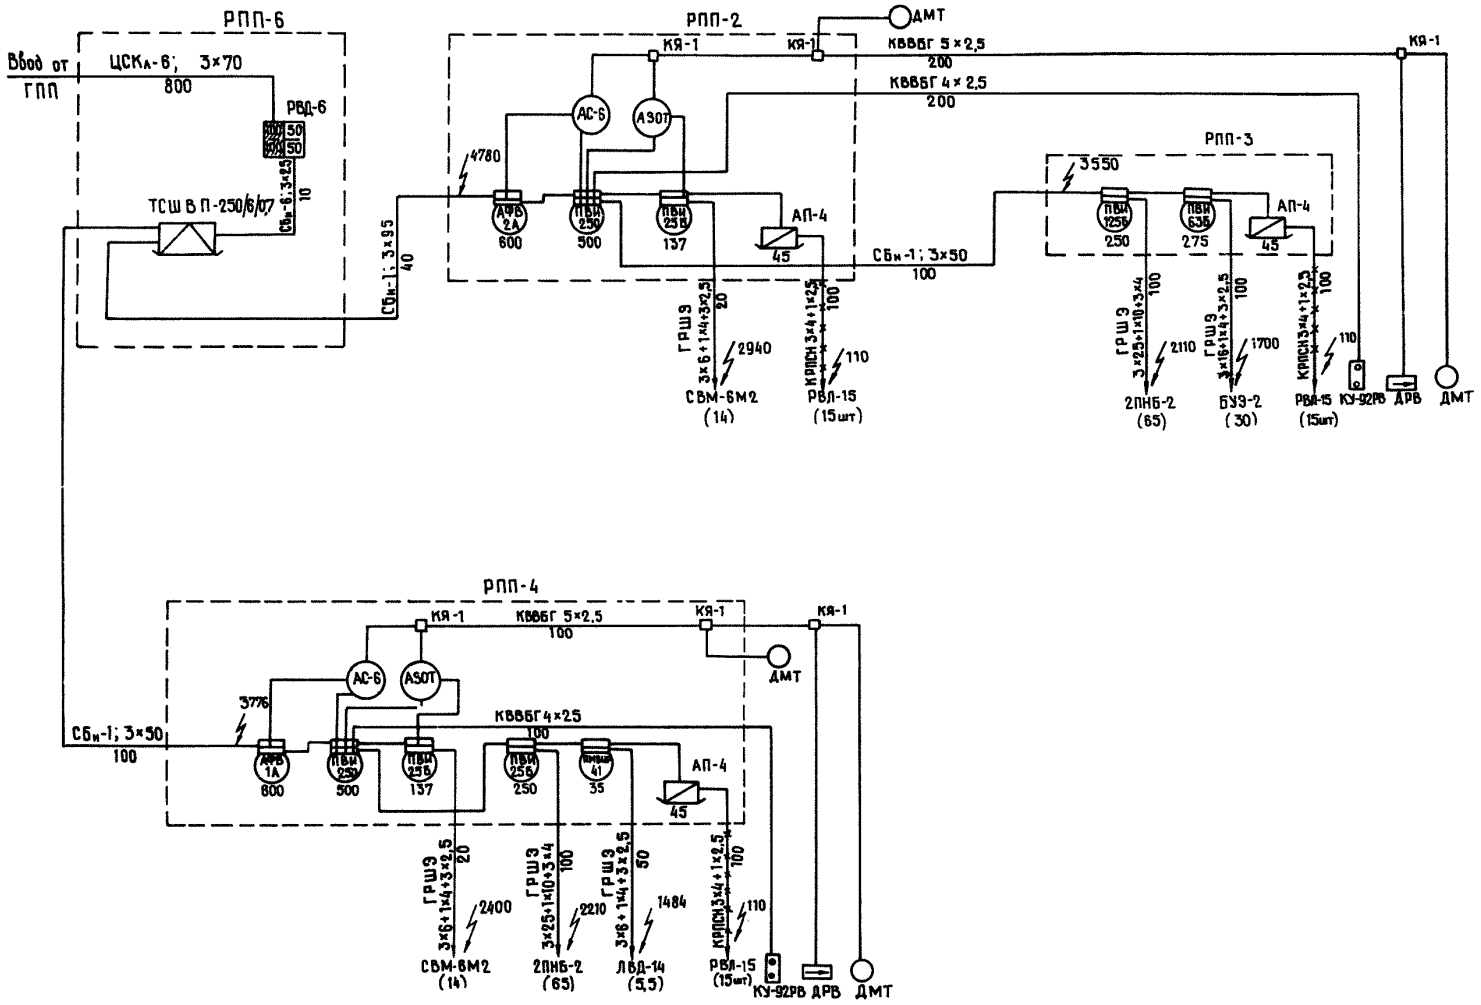 РПП-6
Ввод от
ГПП
ЦСКл-6; 3×70
800
РВД-6
50
50
СБн-6; 3×25
10
ТСШВП-250/6/0,7
СБн-1; 3×95
40
РПП-2
ДМТ
КЯ-1
КЯ-1
КВВБГ 5×2,5
200
КЯ-1
КВВБГ 4×2,5
200
АС-6
АЗОТ
4780
АФВ
2А
600
ПВИ
250
500
ПВИ
25Б
137
АП-4
45
СБн-1; 3×50
100
ГРШЭ
3×6+1×4+3×2,5
20
2940
СВМ-6М2
(14)
КРПСН 3×4+1×2,5
100
110
РВЛ-15
(15шт)
РПП-3
3550
ПВИ
125Б
250
ПВИ
63Б
275
АП-4
45
ГРШЭ
3×25+1×10+3×4
100
2110
2ПНБ-2
(65)
ГРШЭ
3×16+1×4+3×2,5
100
1700
БУЭ-2
(30)
КРПСН 3×4+1×2,5
100
110
РВЛ-15
(15шт)
КУ-92РВ
ДРВ
ДМТ
РПП-4
КЯ-1
КВВБГ 5×2,5
100
КЯ-1
КЯ-1
ДМТ
АС-6
АЗОТ
3776
СБн-1; 3×50
100
КВВБГ 4×25
100
АФВ
1А
600
ПВИ
250
500
ПВИ
25Б
137
ПВИ
25Б
250
41
35
АП-4
45
ГРШЭ
3×6+1×4+3×2,5
20
2400
СВМ-6М2
(14)
ГРШЭ
3×25+1×10+3×4
100
2210
2ПНБ-2
(65)
ГРШЭ
3×6+1×4+3×2,5
50
1484
ЛВД-14
(5,5)
КРПСН 3×4+1×2,5
100
110
РВЛ-15
(15шт)
КУ-92РВ
ДРВ
ДМТ